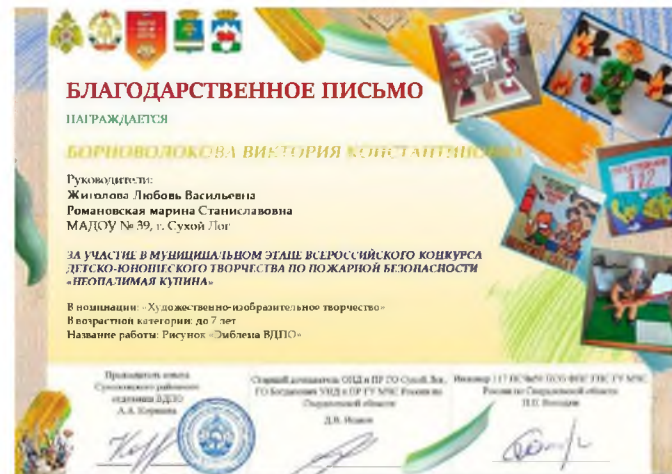 БЛАГОДАРСТВЕННОЕ ПИСЬМО
НАГРАЖДАЕТСЯ
БОРНОВОЛОКОВА ВИКТОРИЯ КОНСТАНТИНОВНА
Руководители:
Жиголова Любовь Васильевна
Романовская марина Станиславовна
МАДОУ № 39, г. Сухой Лог
ЗА УЧАСТИЕ В МУНИЦИПАЛЬНОМ ЭТАПЕ ВСЕРОССИЙСКОГО КОНКУРСА
ДЕТСКО-ЮНОШЕСКОГО ТВОРЧЕСТВА ПО ПОЖАРНОЙ БЕЗОПАСНОСТИ
«НЕОПАЛИМАЯ КУПИНА»
В номинации: «Художественно-изобразительное творчество»
В возрастной категории: до 7 лет
Название работы: Рисунок «Эмблема ВДПО»
Председатель совета
районного
отделения ВДПО
А.А.
Старший дознаватель ОНД и ПР ГО Сухой Лог,
ГО Богданович УНД и ПР ГУ МЧС России по
Свердловской области
Д.В.
Инженер
России по Свердловской области